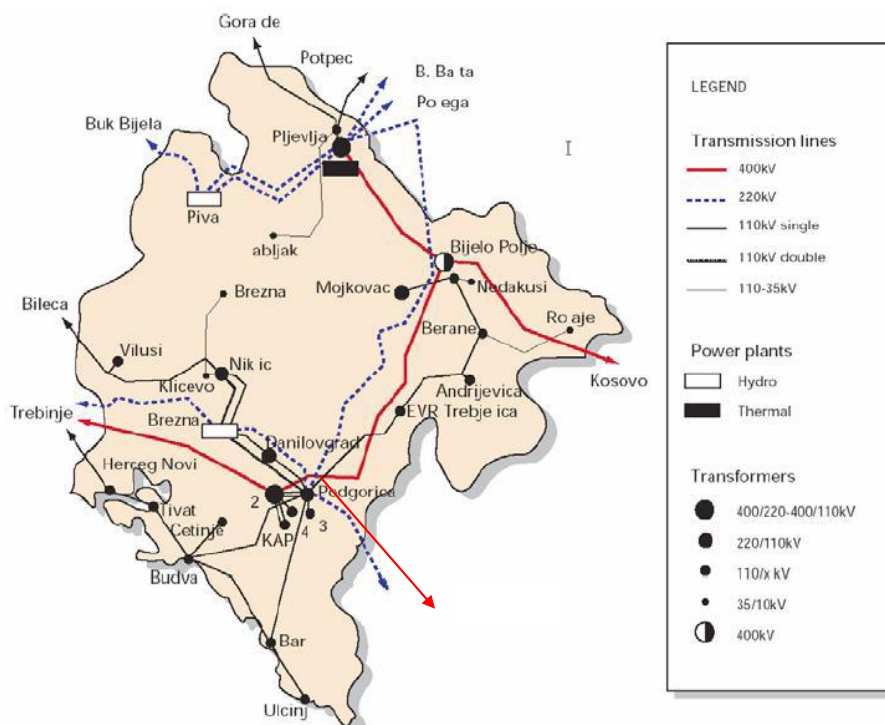 Gora de
Potpec
B. Ba ta
Po ega
Buk Bijela
Pljevlja
Piva
abljak
Bijelo Polje
Mojkovac
Nedakusi
Brezna
Bileca
Berane
Ro aje
Vilusi
Nik ic
Klicevo
Kosovo
Andrijevica
EVR Trebje ica
Trebinje
Brezna
Danilovgrad
Herceg Novi
Podgorica
2
Tivat
Cetinje
4
3
KAP
Budva
Bar
Ulcinj
LEGEND
Transmission lines
400kV
220kV
110kV single
110kV double
110-35kV
Power plants
Hydro
Thermal
Transformers
400/220-400/110kV
220/110kV
110/x kV
35/10kV
400kV